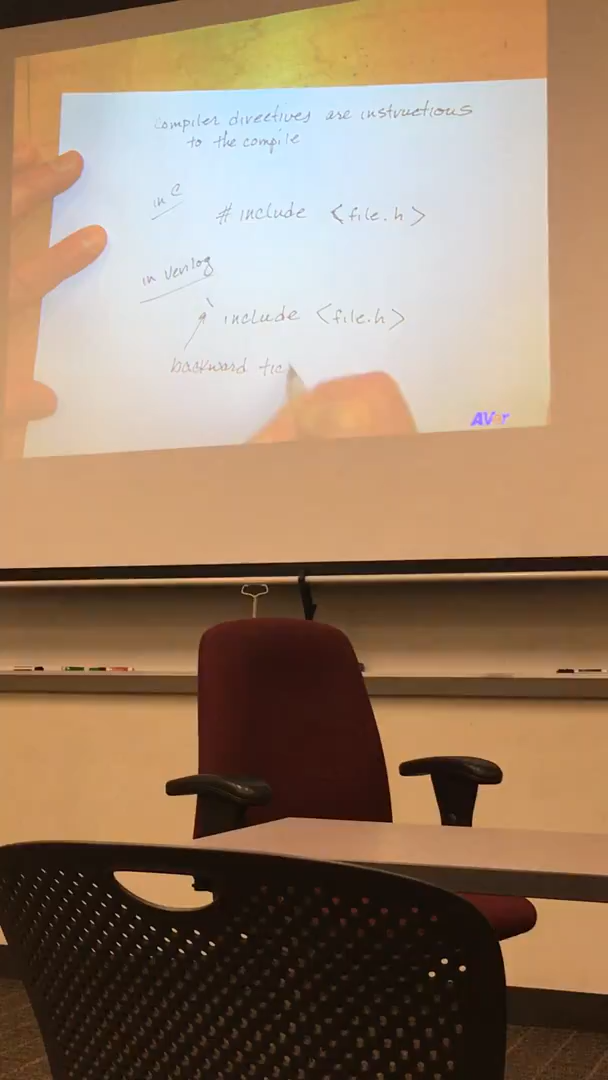 compiler directives are instructions
to the compile
in C
# include <file.h>
in verilog
` include <file.h>
backward tic
AVer